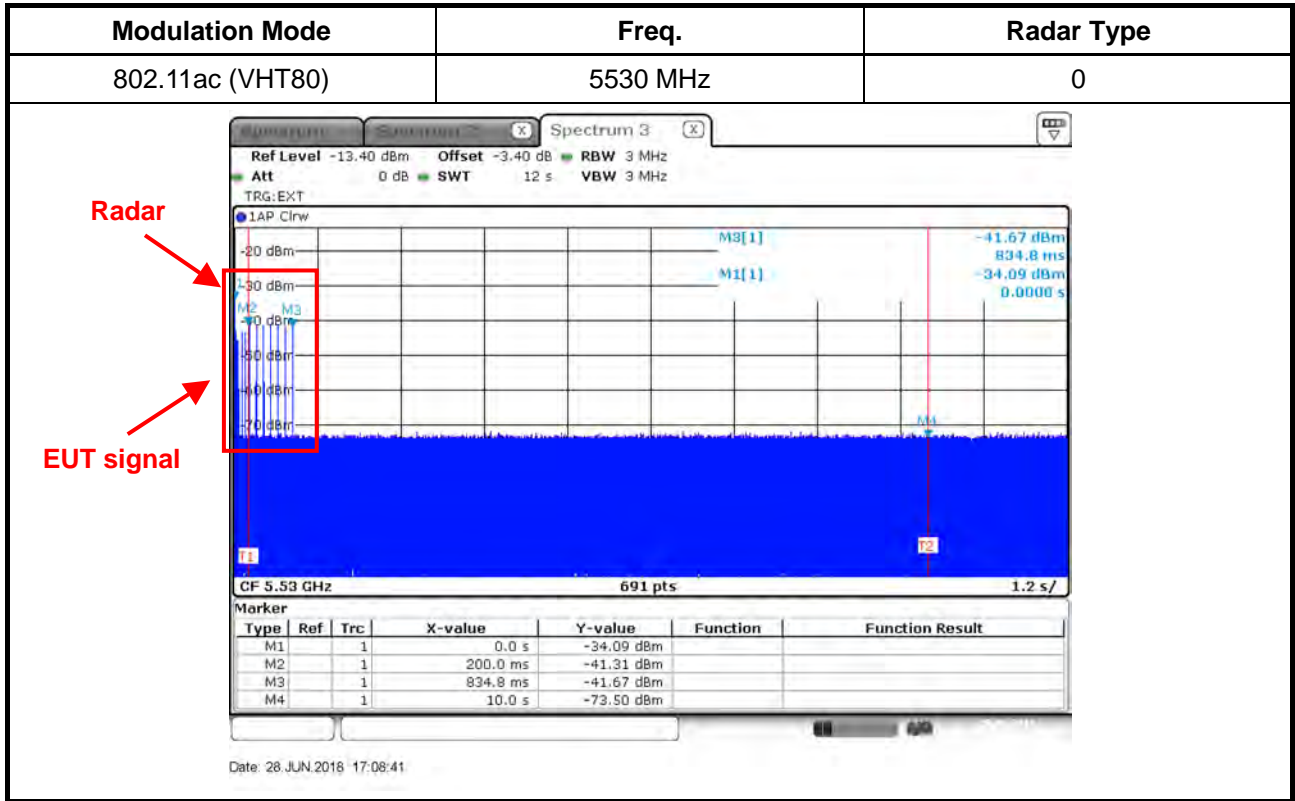 Modulation Mode Freq. Radar Type
802.11ac (VHT80) 5530 MHz 0
Spectrum 3
Ref Level -13.40 dBm Offset -3.40 dB RBW 3 MHz
Att 0 dB SWT 12 s VBW 3 MHz
TRG:EXT
1AP Clrw
Radar
EUT signal
M3[1] -41.67 dBm
834.8 ms
M1[1] -34.09 dBm
0.0000 s
-20 dBm
-30 dBm
M2 M3
-40 dBm
-50 dBm
-60 dBm
-70 dBm
M4
T1 T2
CF 5.53 GHz 691 pts 1.2 s/
Marker
Type Ref Trc X-value Y-value Function Function Result
M1 1 0.0 s -34.09 dBm
M2 1 200.0 ms -41.31 dBm
M3 1 834.8 ms -41.67 dBm
M4 1 10.0 s -73.50 dBm
Date: 28.JUN.2018 17:08:41